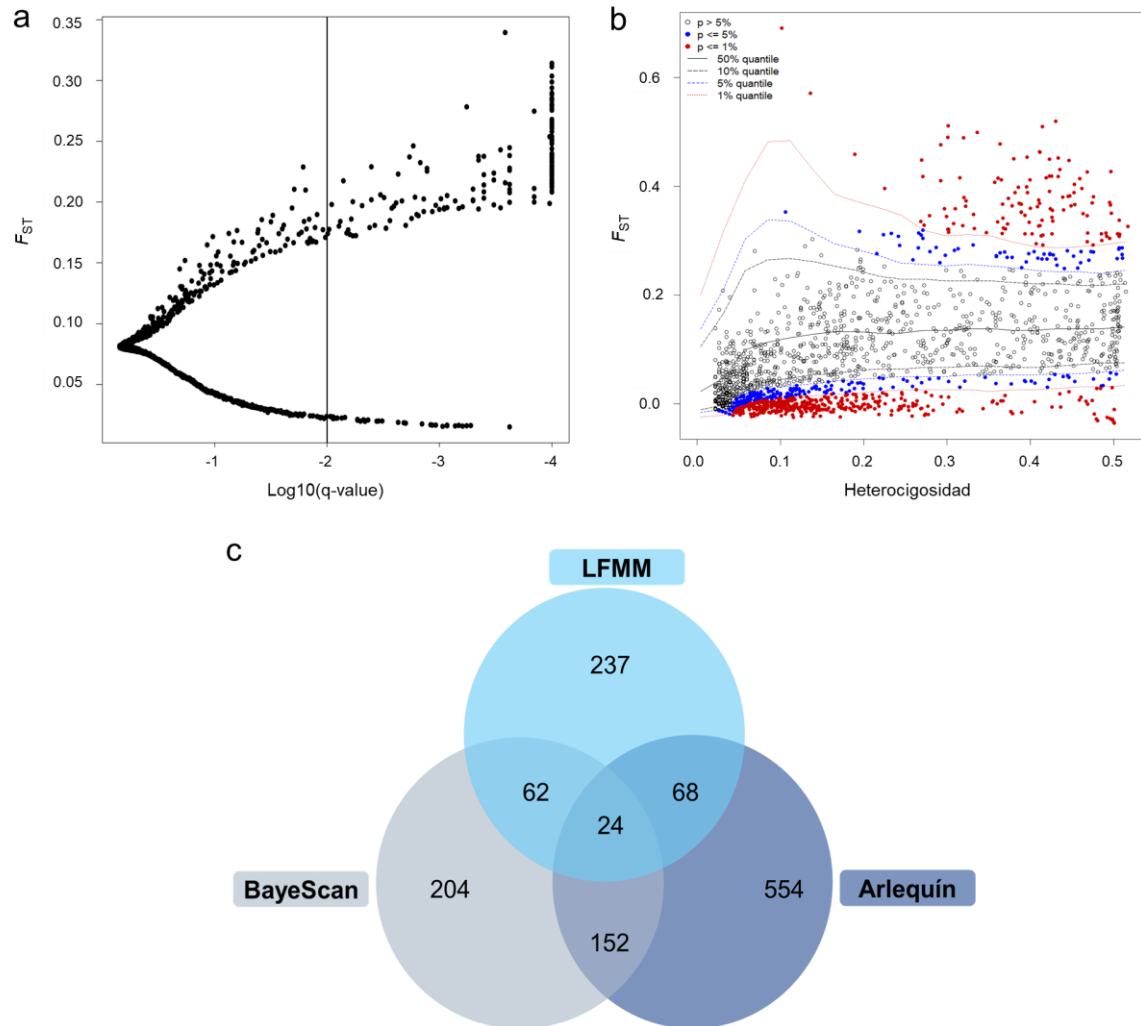 a
0.35
0.30
0.25
0.20
0.15
0.10
0.05
FST
-1
-2
-3
-4
Log10(q-value)
b
p > 5%
p <= 5%
p <= 1%
50% quantile
10% quantile
5% quantile
1% quantile
0.6
0.4
0.2
0.0
FST
0.0
0.1
0.2
0.3
0.4
0.5
Heterocigosidad
c
LFMM
237
62
68
24
BayeScan
204
554
Arlequín
152